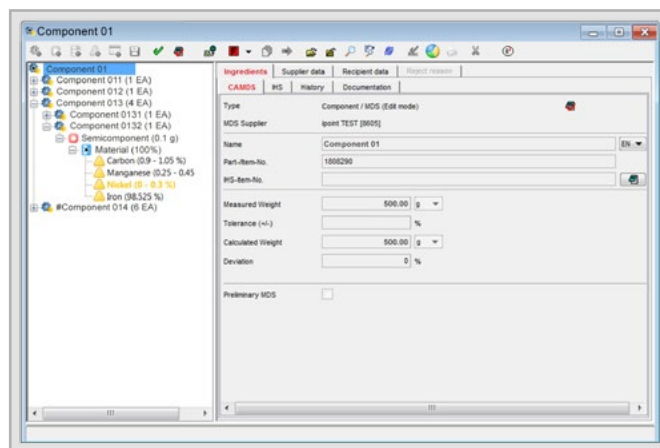 Component 01
Component 01
Component 011 (1 EA)
Component 012 (1 EA)
Component 013 (4 EA)
Component 0131 (1 EA)
Component 0132 (1 EA)
Semicomponent (0.1 g)
Material (100%)
Carbon (0.9 - 1.05 %)
Manganese (0.25 - 0.45
Nickel (0 - 0.3 %)
Iron (98.525 %)
#Component 014 (6 EA)
Ingredients Supplier data Recipient data Reject reason
CAMDS IHS History Documentation
Type Component / MDS (Edit mode)
MDS Supplier ipoint TEST [8605]
Name Component 01 EN
Part-/Item-No. 1808290
IHS-Item-No.
Measured Weight 500.00 g
Tolerance (+/-) %
Calculated Weight 500.00 g
Deviation 0 %
Preliminary MDS